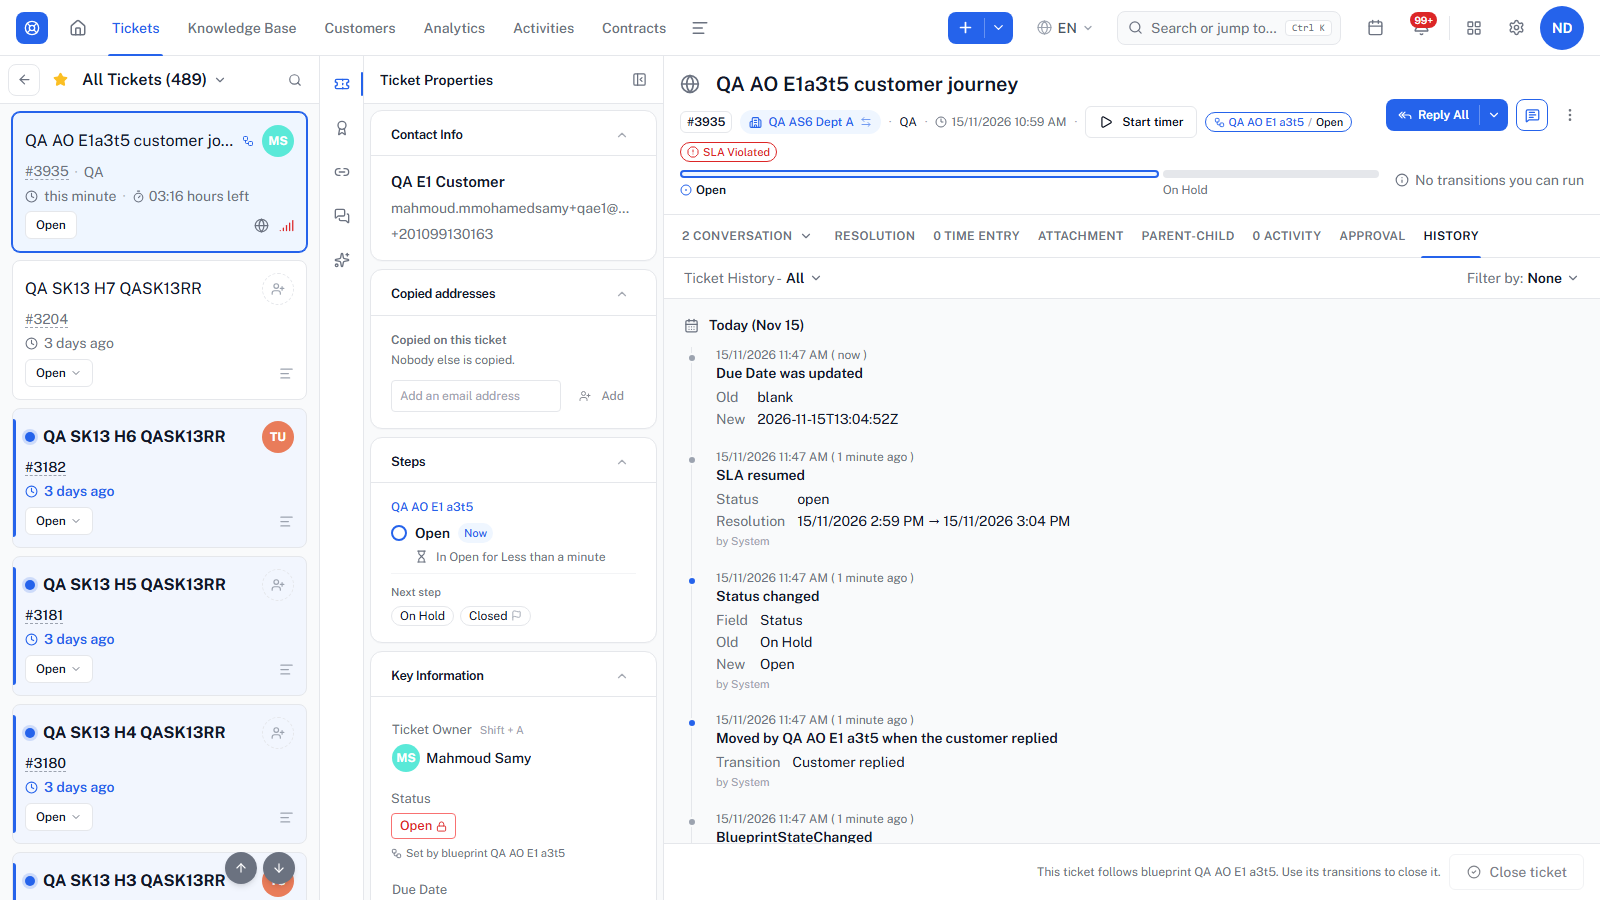 Tickets
Knowledge Base
Customers
Analytics
Activities
Contracts
EN
Search or jump to...
Ctrl K
99+
ND
All Tickets (489)
QA AO E1a3t5 customer jo...
MS
#3935 · QA
this minute · 03:16 hours left
Open
QA SK13 H7 QASK13RR
#3204
3 days ago
Open
QA SK13 H6 QASK13RR
TU
#3182
3 days ago
Open
QA SK13 H5 QASK13RR
#3181
3 days ago
Open
QA SK13 H4 QASK13RR
#3180
3 days ago
Open
QA SK13 H3 QASK13RR
Ticket Properties
Contact Info
QA E1 Customer
mahmoud.mmohamedsamy+qae1@...
+201099130163
Copied addresses
Copied on this ticket
Nobody else is copied.
Add an email address
Add
Steps
QA AO E1 a3t5
Open Now
In Open for Less than a minute
Next step
On Hold
Closed
Key Information
Ticket Owner Shift + A
MS Mahmoud Samy
Status
Open
Set by blueprint QA AO E1 a3t5
Due Date
QA AO E1a3t5 customer journey
#3935
QA AS6 Dept A
· QA · 15/11/2026 10:59 AM ·
Start timer
QA AO E1 a3t5 / Open
Reply All
SLA Violated
Open
On Hold
No transitions you can run
2 CONVERSATION
RESOLUTION
0 TIME ENTRY
ATTACHMENT
PARENT-CHILD
0 ACTIVITY
APPROVAL
HISTORY
Ticket History - All
Filter by: None
Today (Nov 15)
15/11/2026 11:47 AM ( now )
Due Date was updated
Old blank
New 2026-11-15T13:04:52Z
15/11/2026 11:47 AM ( 1 minute ago )
SLA resumed
Status open
Resolution 15/11/2026 2:59 PM → 15/11/2026 3:04 PM
by System
15/11/2026 11:47 AM ( 1 minute ago )
Status changed
Field Status
Old On Hold
New Open
by System
15/11/2026 11:47 AM ( 1 minute ago )
Moved by QA AO E1 a3t5 when the customer replied
Transition Customer replied
by System
15/11/2026 11:47 AM ( 1 minute ago )
BlueprintStateChanged
This ticket follows blueprint QA AO E1 a3t5. Use its transitions to close it.
Close ticket